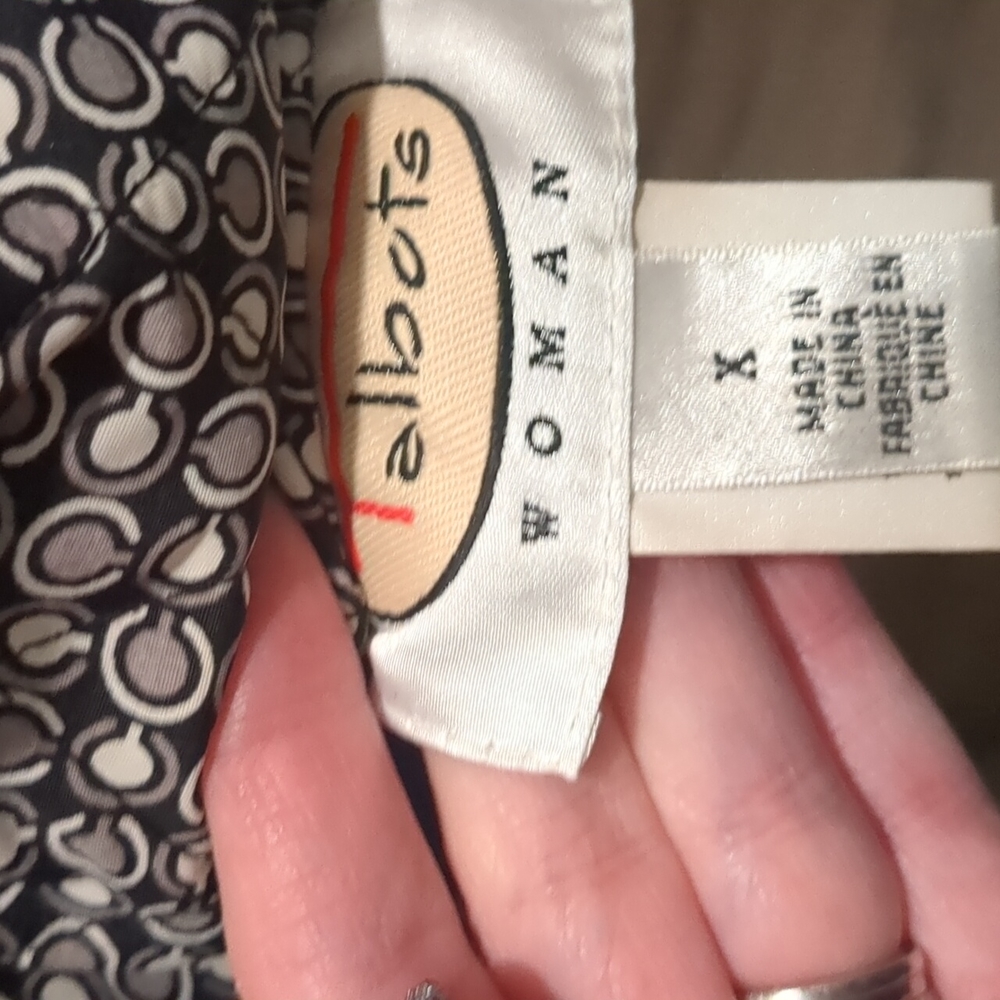 Talbots
WOMAN
X
MADE IN
CHINA
FABRIQUÉ EN
CHINE